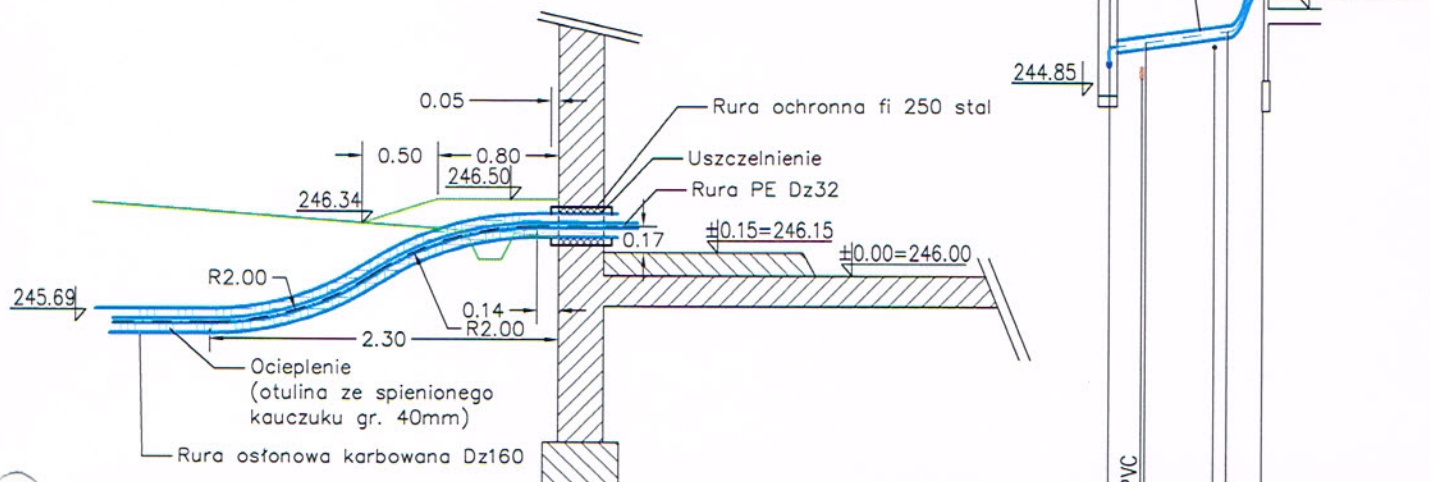 244.85
0.05
Rura ochronna fi 250 stal
0.50
0.80
Uszczelnienie
246.50
246.34
Rura PE Dz32
0.17
±0.15=246.15
±0.00=246.00
R2.00
245.69
0.14
R2.00
2.30
Ocieplenie
(otulina ze spienionego
kauczuku gr. 40mm)
Rura osłonowa karbowana Dz160
PVC